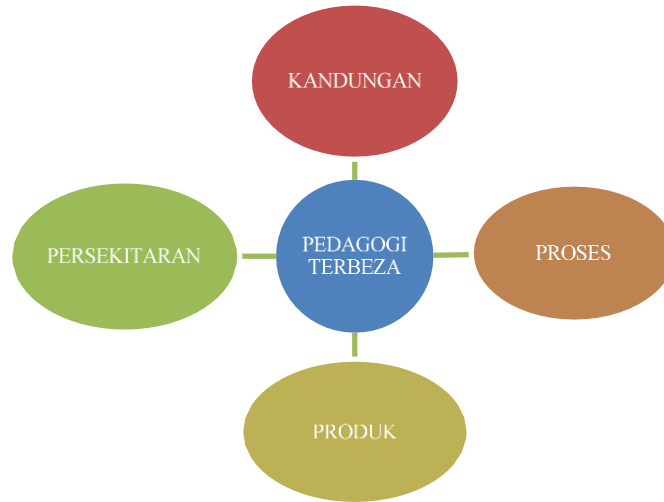 KANDUNGAN
PERSEKITARAN
PEDAGOGI
TERBEZA
PROSES
PRODUK